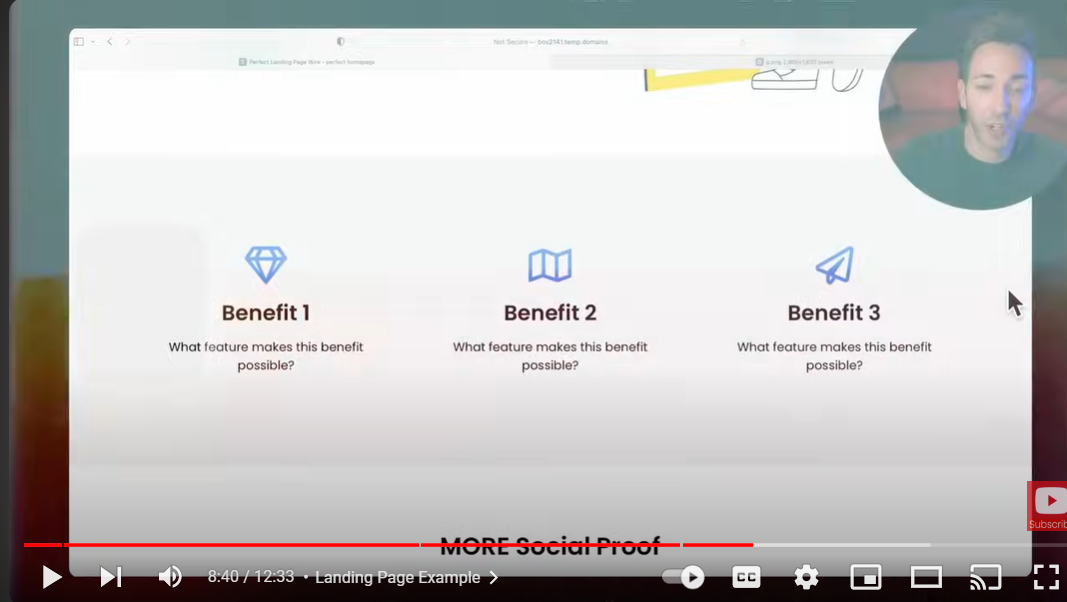 Not Secure — box2141.temp.domains
Perfect Landing Page Wire - perfect homepage
Benefit 1
Benefit 2
Benefit 3
What feature makes this benefit
possible?
What feature makes this benefit
possible?
What feature makes this benefit
possible?
Subscrib
MORE Social Proof
8:40 / 12:33 • Landing Page Example
CC